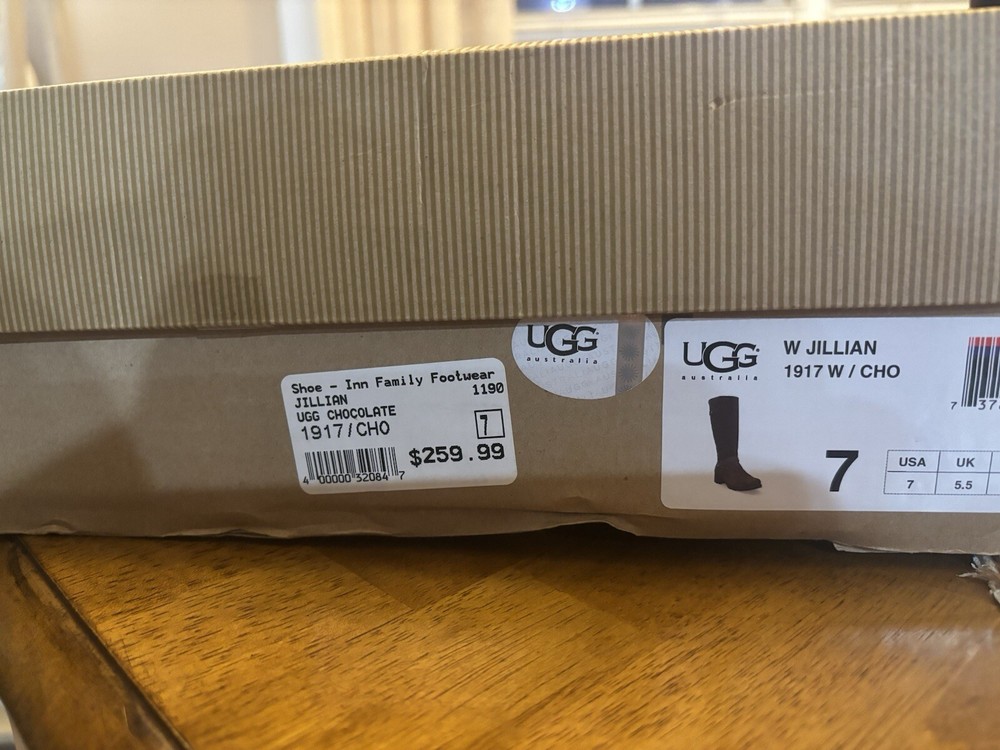 Shoe - Inn Family Footwear
1190
JILLIAN
UGG CHOCOLATE
1917/CHO
7
$259.99
4 00000 32084 7
UGG
australia
UGG
australia
W JILLIAN
1917 W / CHO
7
USA UK
7 5.5
7